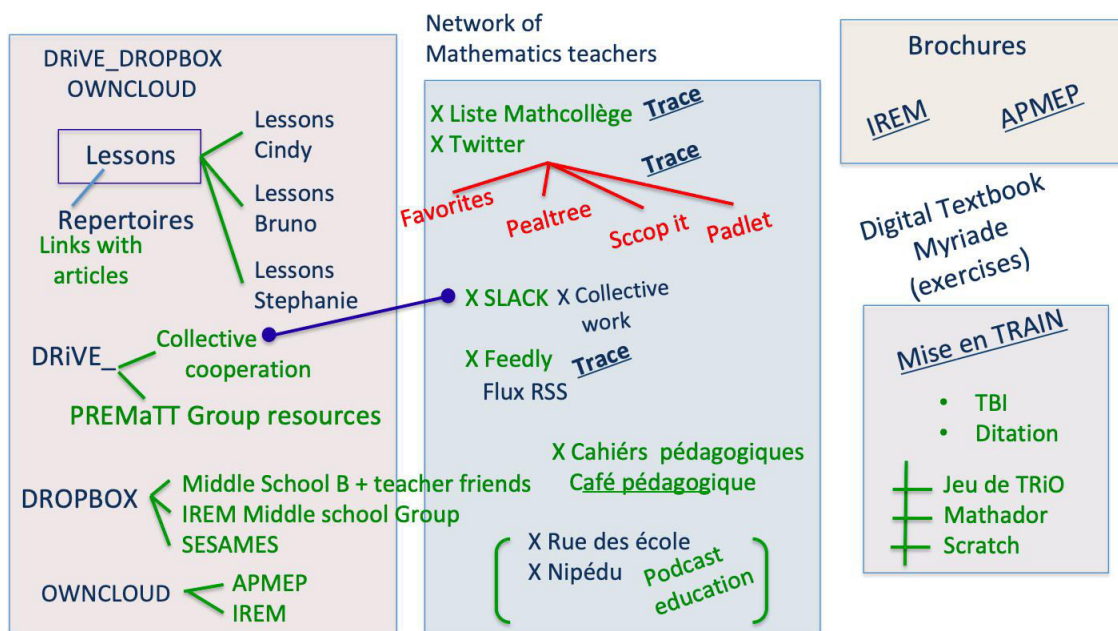 DRiVE_DROPBOX
OWNCLOUD
Lessons
Repertoires
Links with
articles
Lessons
Cindy
Lessons
Bruno
Lessons
Stephanie
DRiVE_
Collective
cooperation
PREMaTT Group resources
DROPBOX
Middle School B + teacher friends
IREM Middle school Group
SESAMES
OWNCLOUD
APMEP
IREM
Network of
Mathematics teachers
X Liste Mathcollège
Trace
X Twitter
Trace
Favorites
Pealtree
Sccop it
Padlet
X SLACK
X Collective
work
X Feedly
Trace
Flux RSS
X Cahiérs pédagogiques
Café pédagogique
X Rue des école
X Nipédu
Podcast
education
Brochures
IREM
APMEP
Digital Textbook
Myriade
(exercises)
Mise en TRAIN
• TBI
• Ditation
Jeu de TRiO
Mathador
Scratch